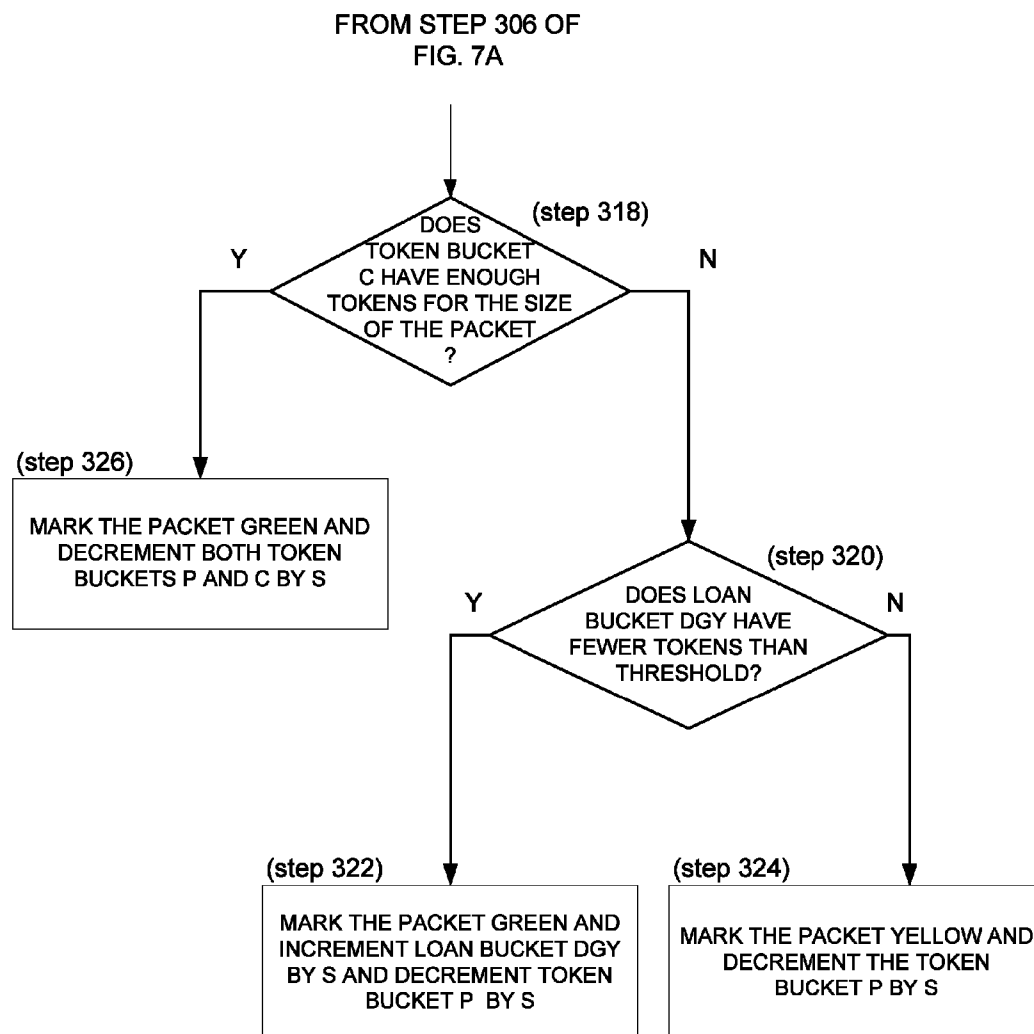 FROM STEP 306 OF
FIG. 7A
(step 318)
DOES
TOKEN BUCKET
C HAVE ENOUGH
TOKENS FOR THE SIZE
OF THE PACKET
?
Y
N
(step 326)
MARK THE PACKET GREEN AND
DECREMENT BOTH TOKEN
BUCKETS P AND C BY S
(step 320)
DOES LOAN
BUCKET DGY HAVE
FEWER TOKENS THAN
THRESHOLD?
Y
N
(step 322)
MARK THE PACKET GREEN AND
INCREMENT LOAN BUCKET DGY
BY S AND DECREMENT TOKEN
BUCKET P BY S
(step 324)
MARK THE PACKET YELLOW AND
DECREMENT THE TOKEN
BUCKET P BY S